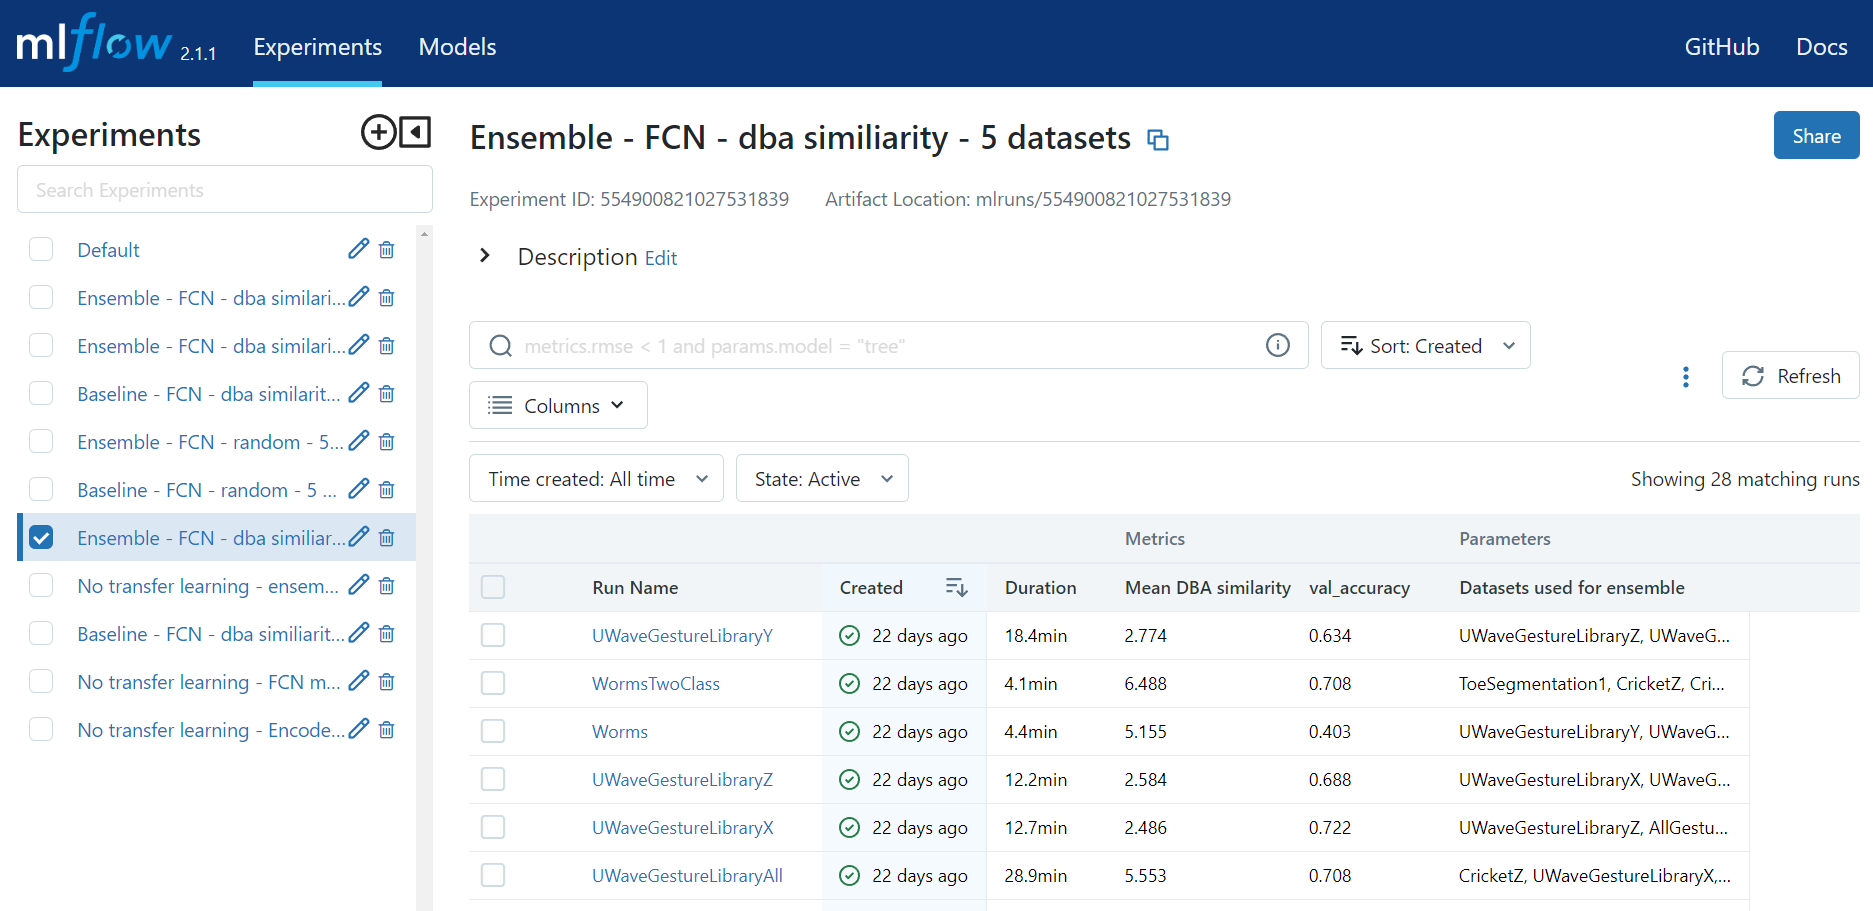 mlflow 2.1.1 Experiments Models GitHub Docs
Experiments
Search Experiments
Default
Ensemble - FCN - dba similari...
Ensemble - FCN - dba similari...
Baseline - FCN - dba similarit...
Ensemble - FCN - random - 5...
Baseline - FCN - random - 5 ...
Ensemble - FCN - dba similiar...
No transfer learning - ensem...
Baseline - FCN - dba similiarit...
No transfer learning - FCN m...
No transfer learning - Encode...
Ensemble - FCN - dba similiarity - 5 datasets
Share
Experiment ID: 554900821027531839 Artifact Location: mlruns/554900821027531839
Description Edit
metrics.rmse < 1 and params.model = "tree"
Sort: Created
Refresh
Columns
Time created: All time State: Active Showing 28 matching runs
Metrics Parameters
Run Name Created Duration Mean DBA similarity val_accuracy Datasets used for ensemble
UWaveGestureLibraryY 22 days ago 18.4min 2.774 0.634 UWaveGestureLibraryZ, UWaveG...
WormsTwoClass 22 days ago 4.1min 6.488 0.708 ToeSegmentation1, CricketZ, Cri...
Worms 22 days ago 4.4min 5.155 0.403 UWaveGestureLibraryY, UWaveG...
UWaveGestureLibraryZ 22 days ago 12.2min 2.584 0.688 UWaveGestureLibraryX, UWaveG...
UWaveGestureLibraryX 22 days ago 12.7min 2.486 0.722 UWaveGestureLibraryZ, AllGestu...
UWaveGestureLibraryAll 22 days ago 28.9min 5.553 0.708 CricketZ, UWaveGestureLibraryX,...